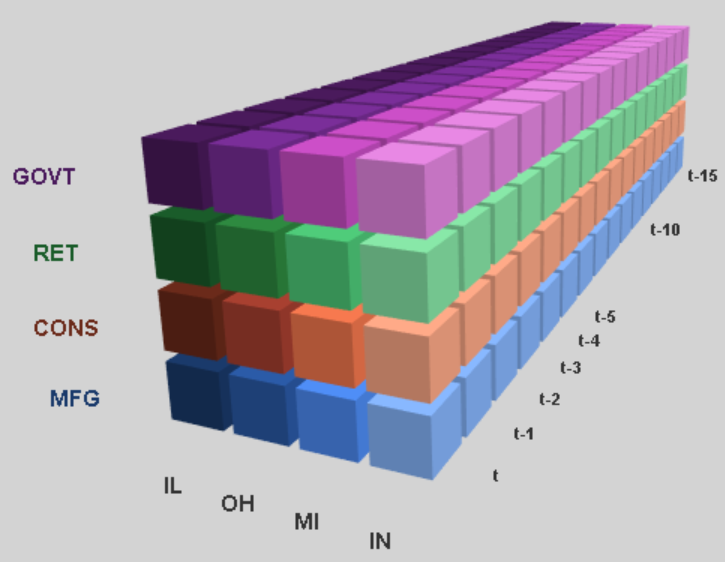 GOVT
RET
CONS
MFG
IL
OH
MI
IN
t
t-1
t-2
t-3
t-4
t-5
t-10
t-15